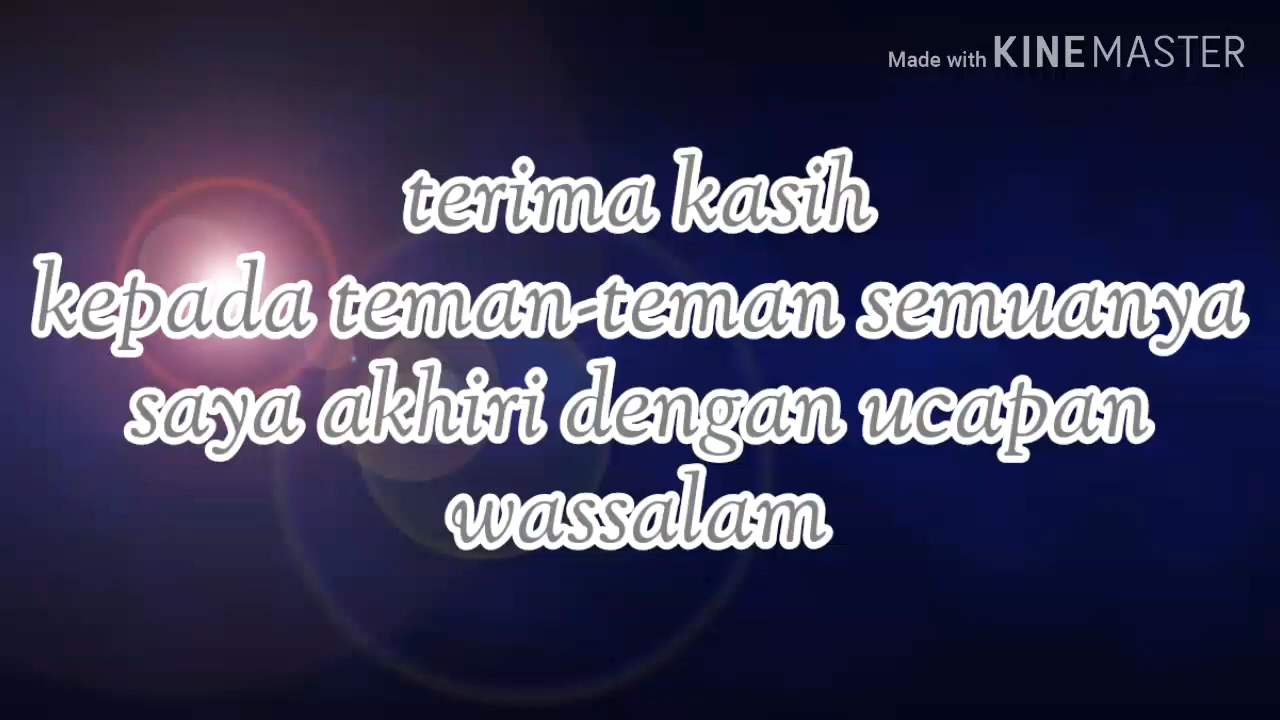 Made with KINEMASTER
terima kasih
kepada teman-teman semuanya
saya akhiri dengan ucapan
wassalam